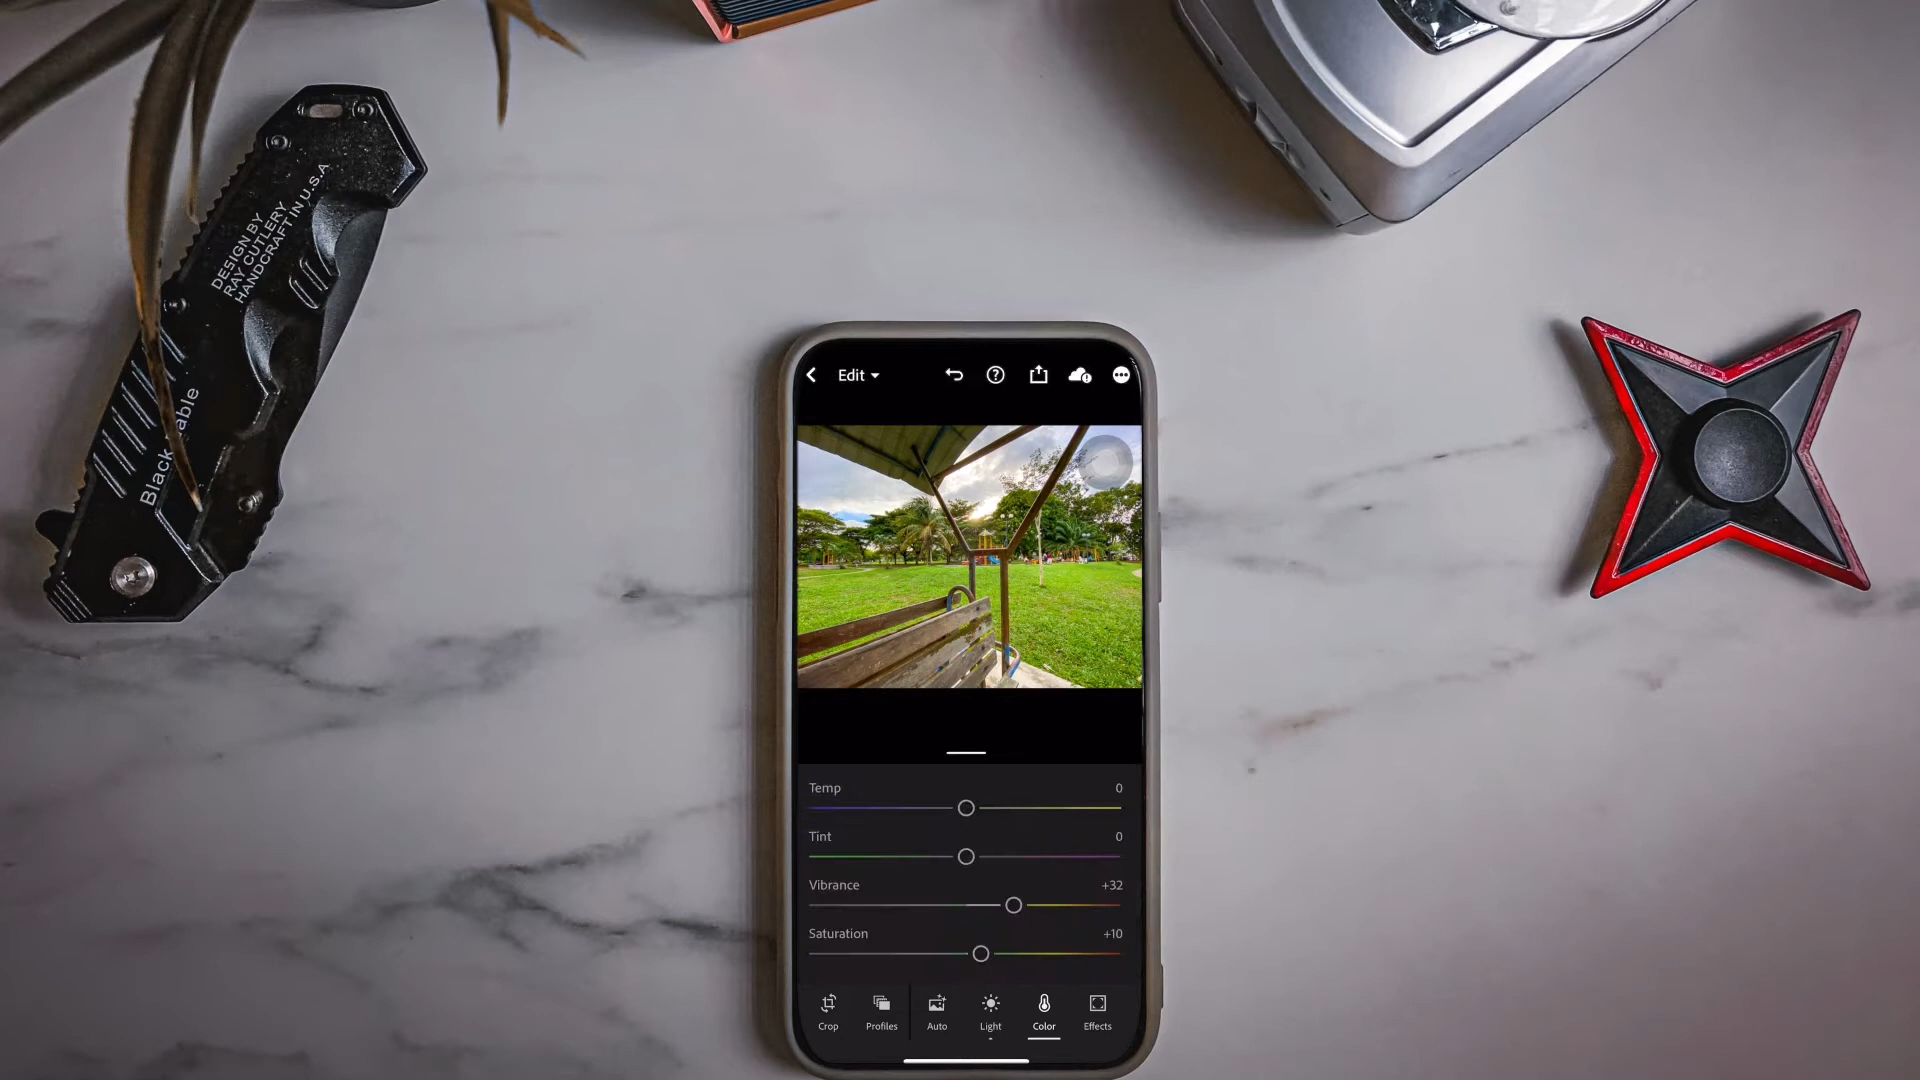 DESIGN BY
RAY CUTLERY
HANDCRAFT IN U.S.A
Edit
Temp 0
Tint 0
Vibrance +32
Saturation +10
Crop Profiles Auto Light Color Effects